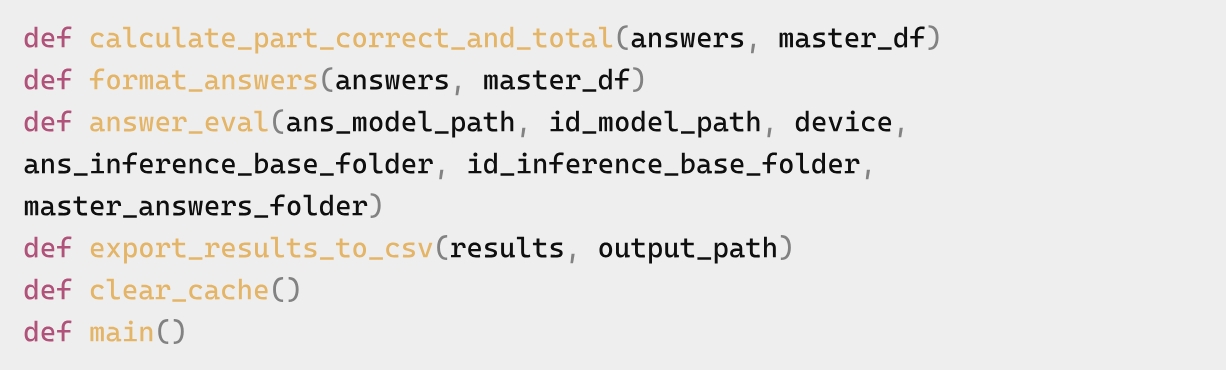 def calculate_part_correct_and_total(answers, master_df)
def format_answers(answers, master_df)
def answer_eval(ans_model_path, id_model_path, device,
ans_inference_base_folder, id_inference_base_folder,
master_answers_folder)
def export_results_to_csv(results, output_path)
def clear_cache()
def main()